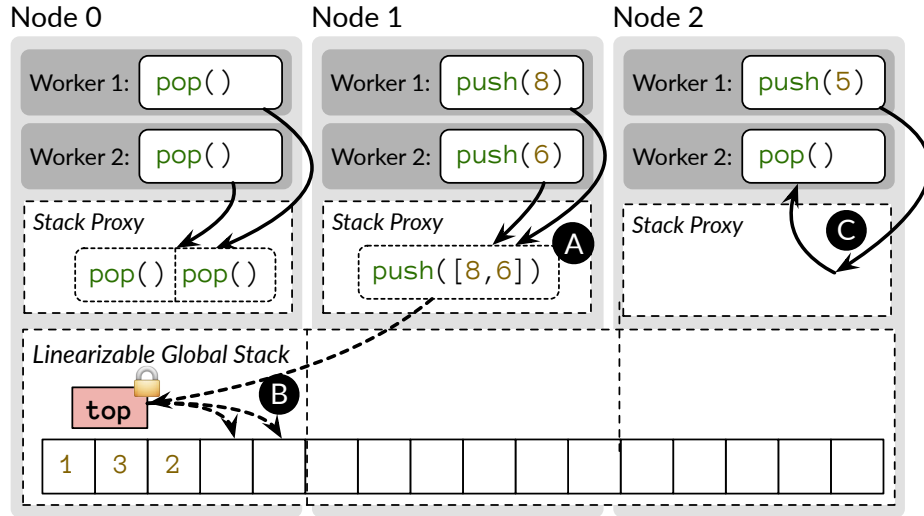 Node 0
Node 1
Node 2
Worker 1: pop()
Worker 1: push(8)
Worker 1: push(5)
Worker 2: pop()
Worker 2: push(6)
Worker 2: pop()
Stack Proxy
Stack Proxy
Stack Proxy
A
C
pop() pop()
push([8,6])
Linearizable Global Stack
B
top
1 3 2